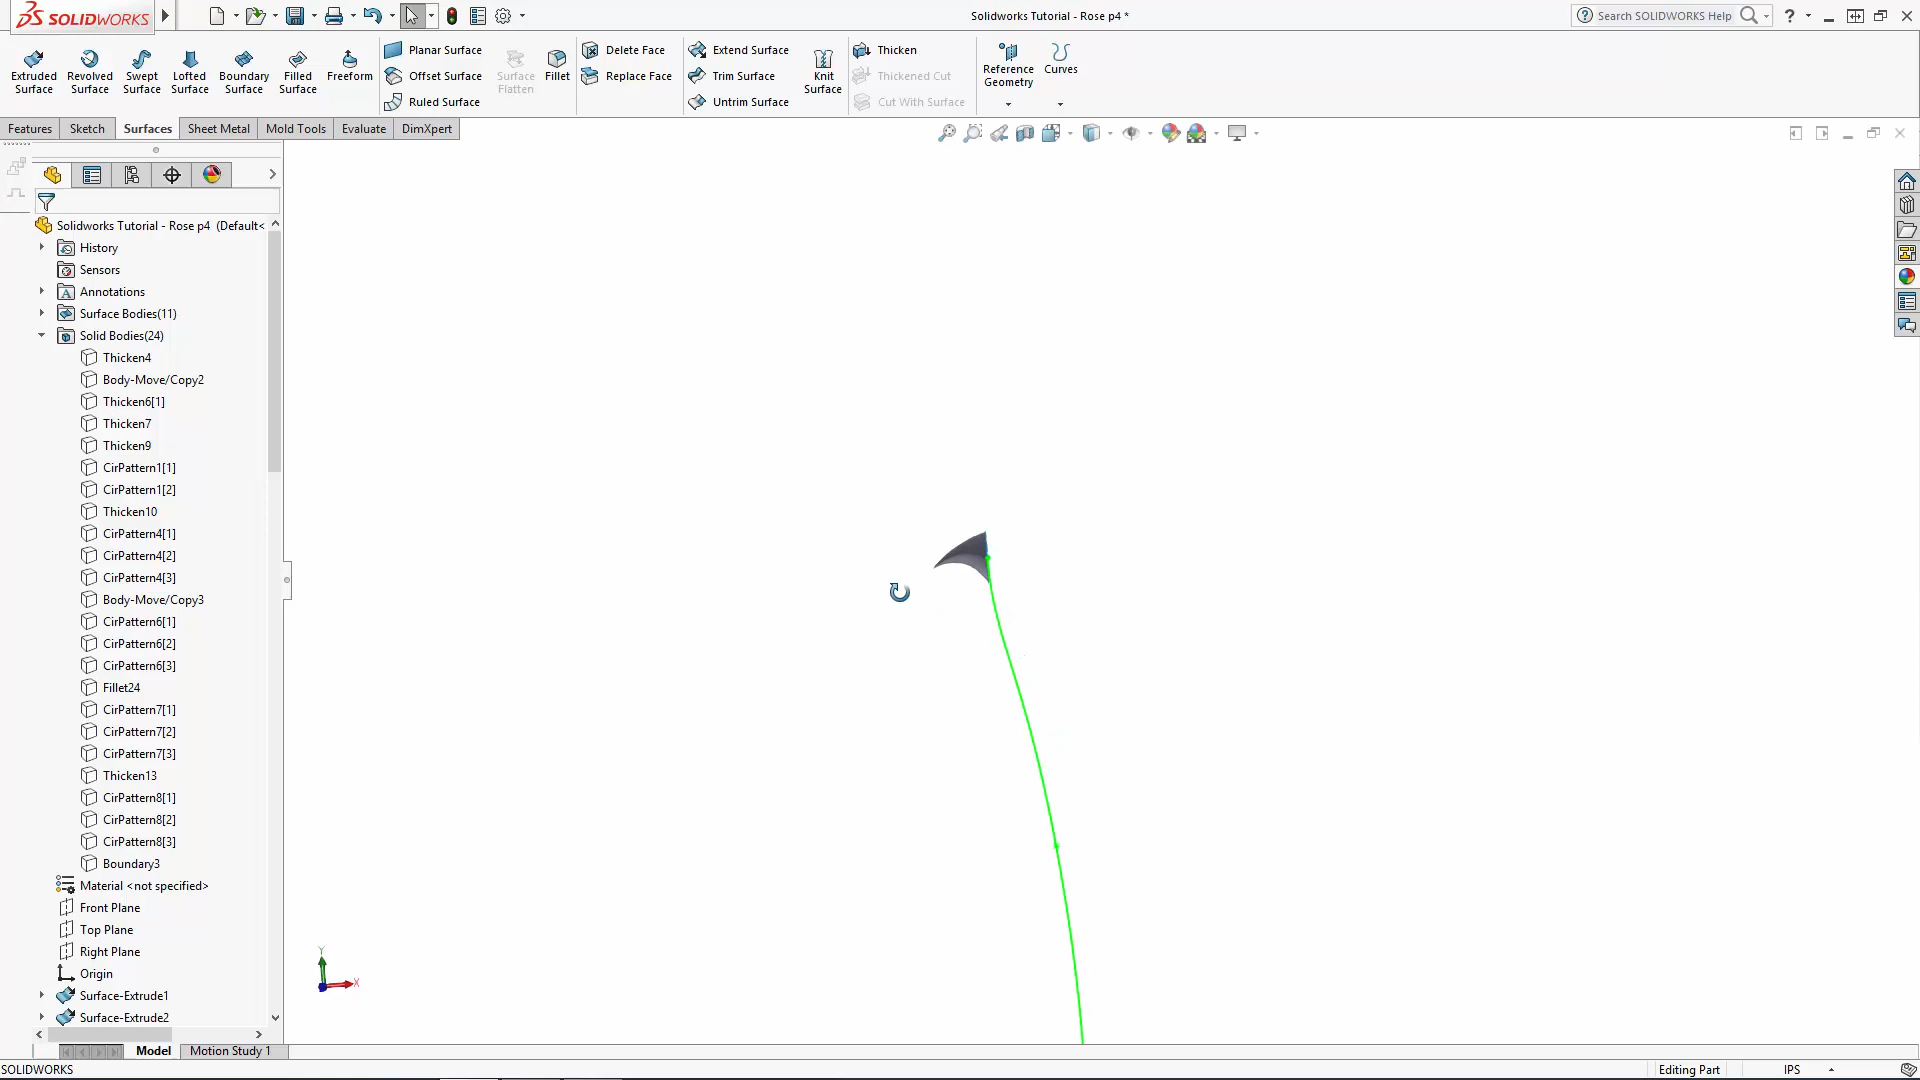 SOLIDWORKS
Solidworks Tutorial - Rose p4 *
Search SOLIDWORKS Help
Extruded Surface
Revolved Surface
Swept Surface
Lofted Surface
Boundary Surface
Filled Surface
Freeform
Planar Surface
Offset Surface
Ruled Surface
Surface Flatten
Fillet
Delete Face
Replace Face
Extend Surface
Trim Surface
Untrim Surface
Knit Surface
Thicken
Thickened Cut
Cut With Surface
Reference Geometry
Curves
Features
Sketch
Surfaces
Sheet Metal
Mold Tools
Evaluate
DimXpert
Solidworks Tutorial - Rose p4 (Default<
History
Sensors
Annotations
Surface Bodies(11)
Solid Bodies(24)
Thicken4
Body-Move/Copy2
Thicken6[1]
Thicken7
Thicken9
CirPattern1[1]
CirPattern1[2]
Thicken10
CirPattern4[1]
CirPattern4[2]
CirPattern4[3]
Body-Move/Copy3
CirPattern6[1]
CirPattern6[2]
CirPattern6[3]
Fillet24
CirPattern7[1]
CirPattern7[2]
CirPattern7[3]
Thicken13
CirPattern8[1]
CirPattern8[2]
CirPattern8[3]
Boundary3
Material <not specified>
Front Plane
Top Plane
Right Plane
Origin
Surface-Extrude1
Surface-Extrude2
Y
X
Model
Motion Study 1
SOLIDWORKS
Editing Part
IPS